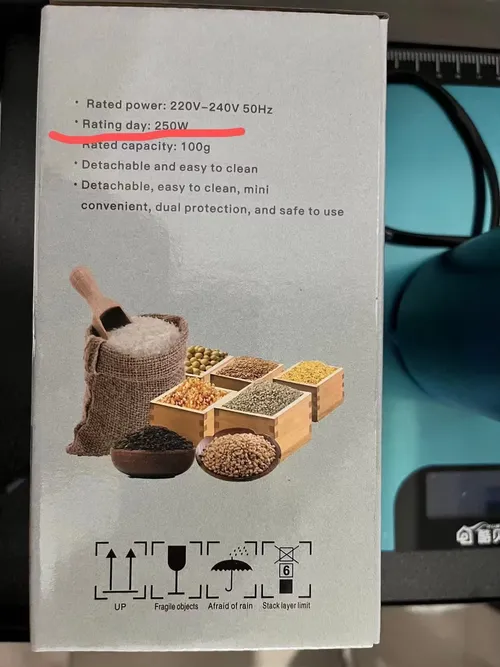 · Rated power: 220V-240V 50Hz
· Rating day: 250W
Rated capacity: 100g
· Detachable and easy to clean
· Detachable, easy to clean, mini
convenient, dual protection, and safe to use
6
UP
Fragile objects
Afraid of rain
Stack layer limit
酷